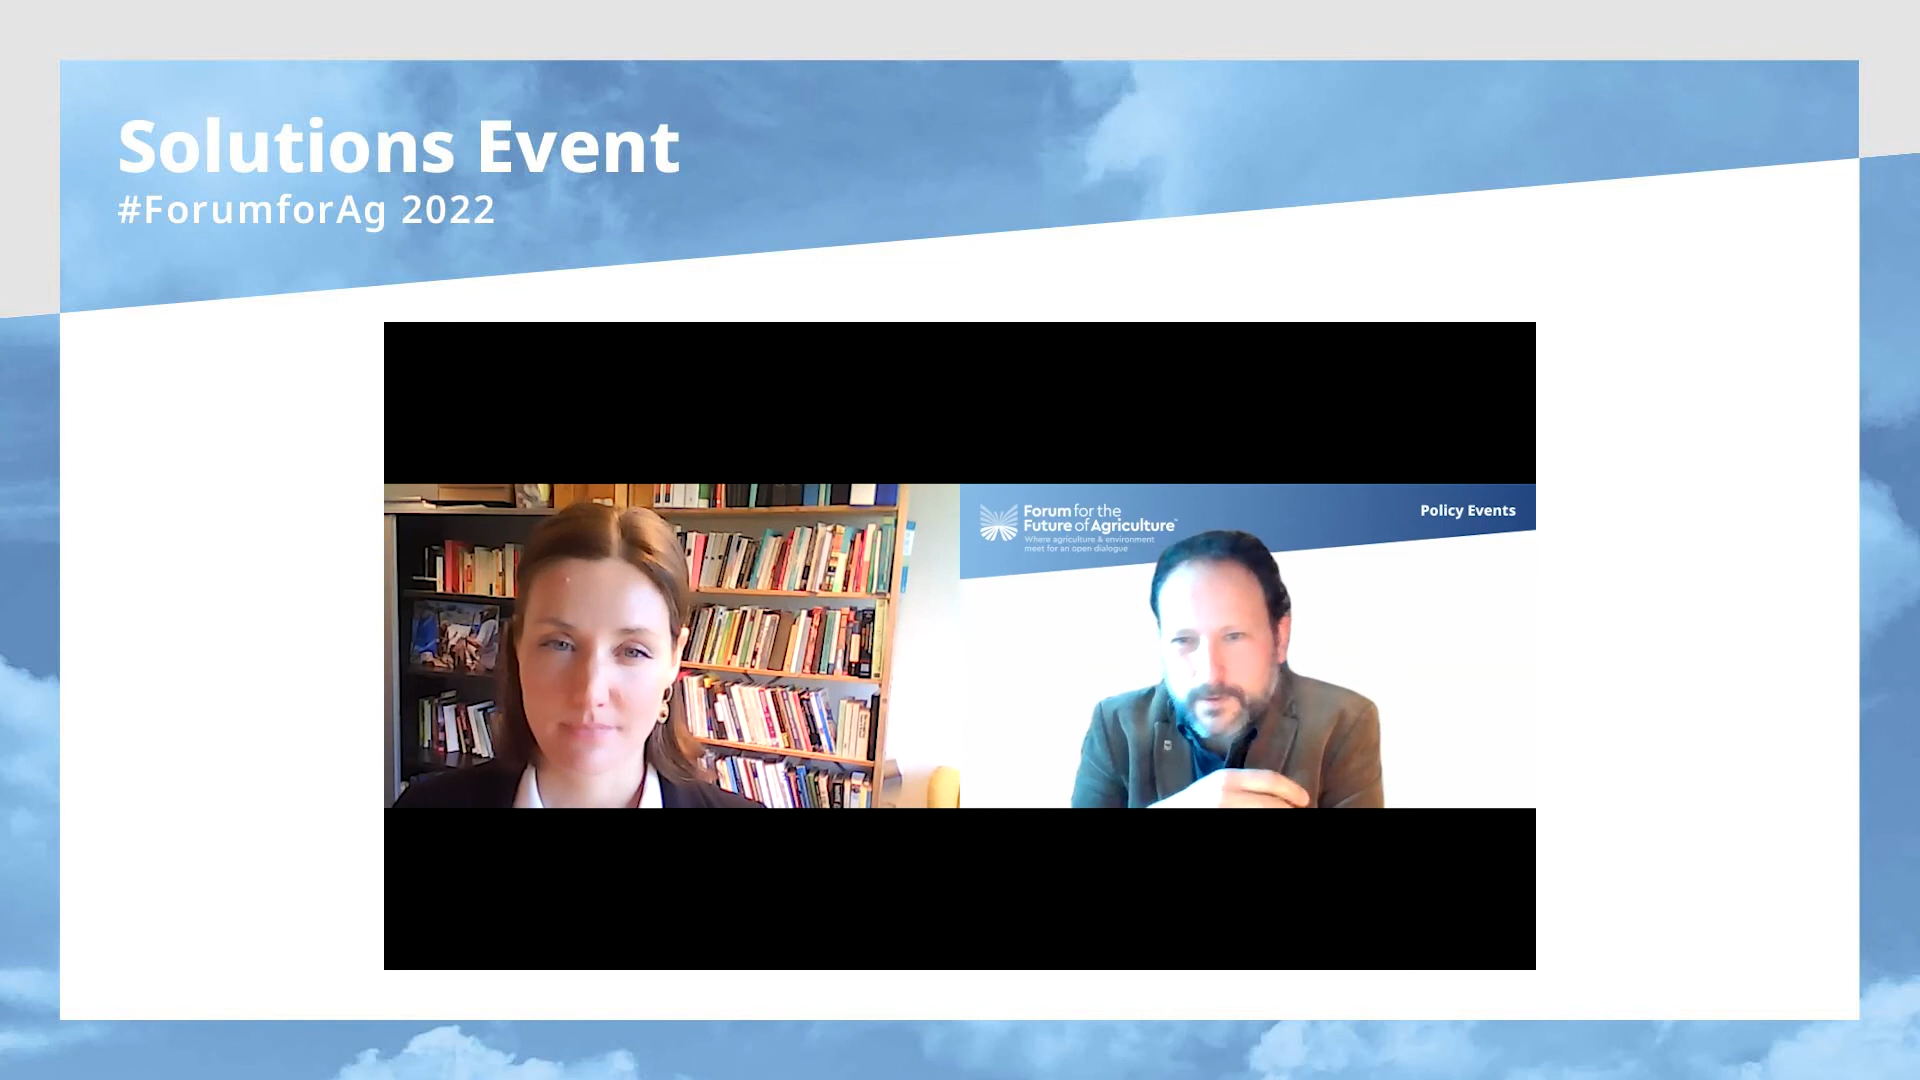 Solutions Event
#ForumforAg 2022
Forum for the
Future of Agriculture™
Where agriculture & environment
meet for an open dialogue
Policy Events